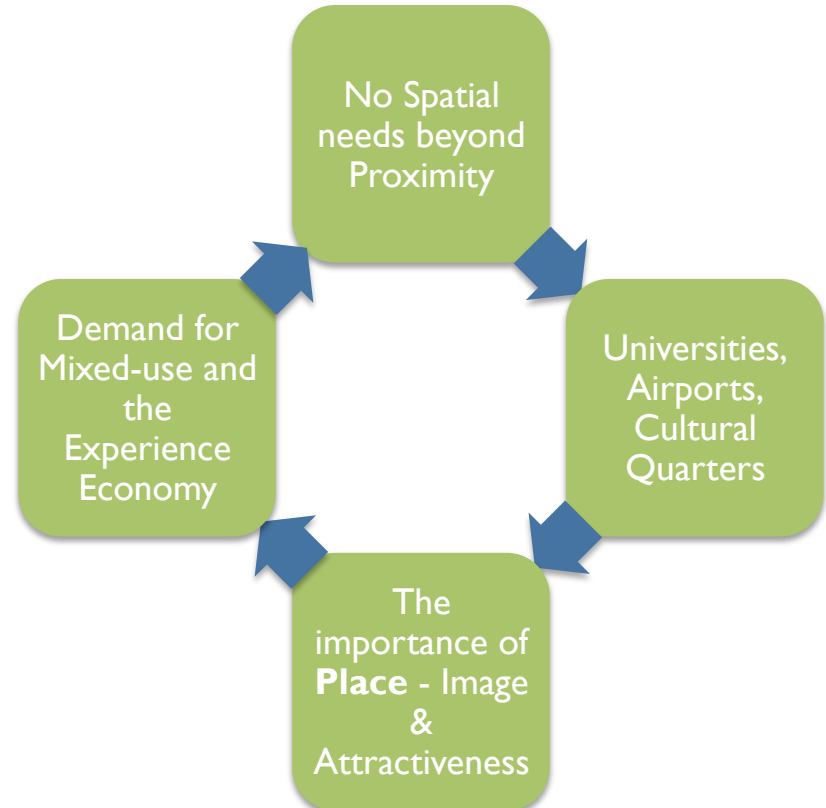 No Spatial
needs beyond
Proximity
Universities,
Airports,
Cultural
Quarters
The
importance of
Place - Image
&
Attractiveness
Demand for
Mixed-use and
the
Experience
Economy